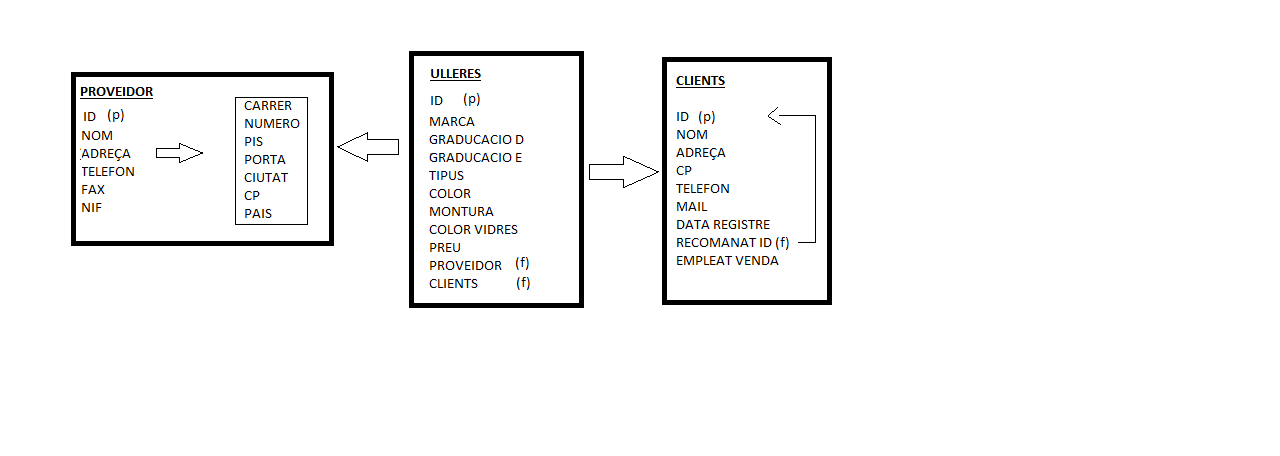 PROVEIDOR
ID (p)
NOM
ADREÇA
TELEFON
FAX
NIF
CARRER
NUMERO
PIS
PORTA
CIUTAT
CP
PAIS
ULLERES
ID (p)
MARCA
GRADUCACIO D
GRADUCACIO E
TIPUS
COLOR
MONTURA
COLOR VIDRES
PREU
PROVEIDOR (f)
CLIENTS (f)
CLIENTS
ID (p)
NOM
ADREÇA
CP
TELEFON
MAIL
DATA REGISTRE
RECOMANAT ID (f)
EMPLEAT VENDA